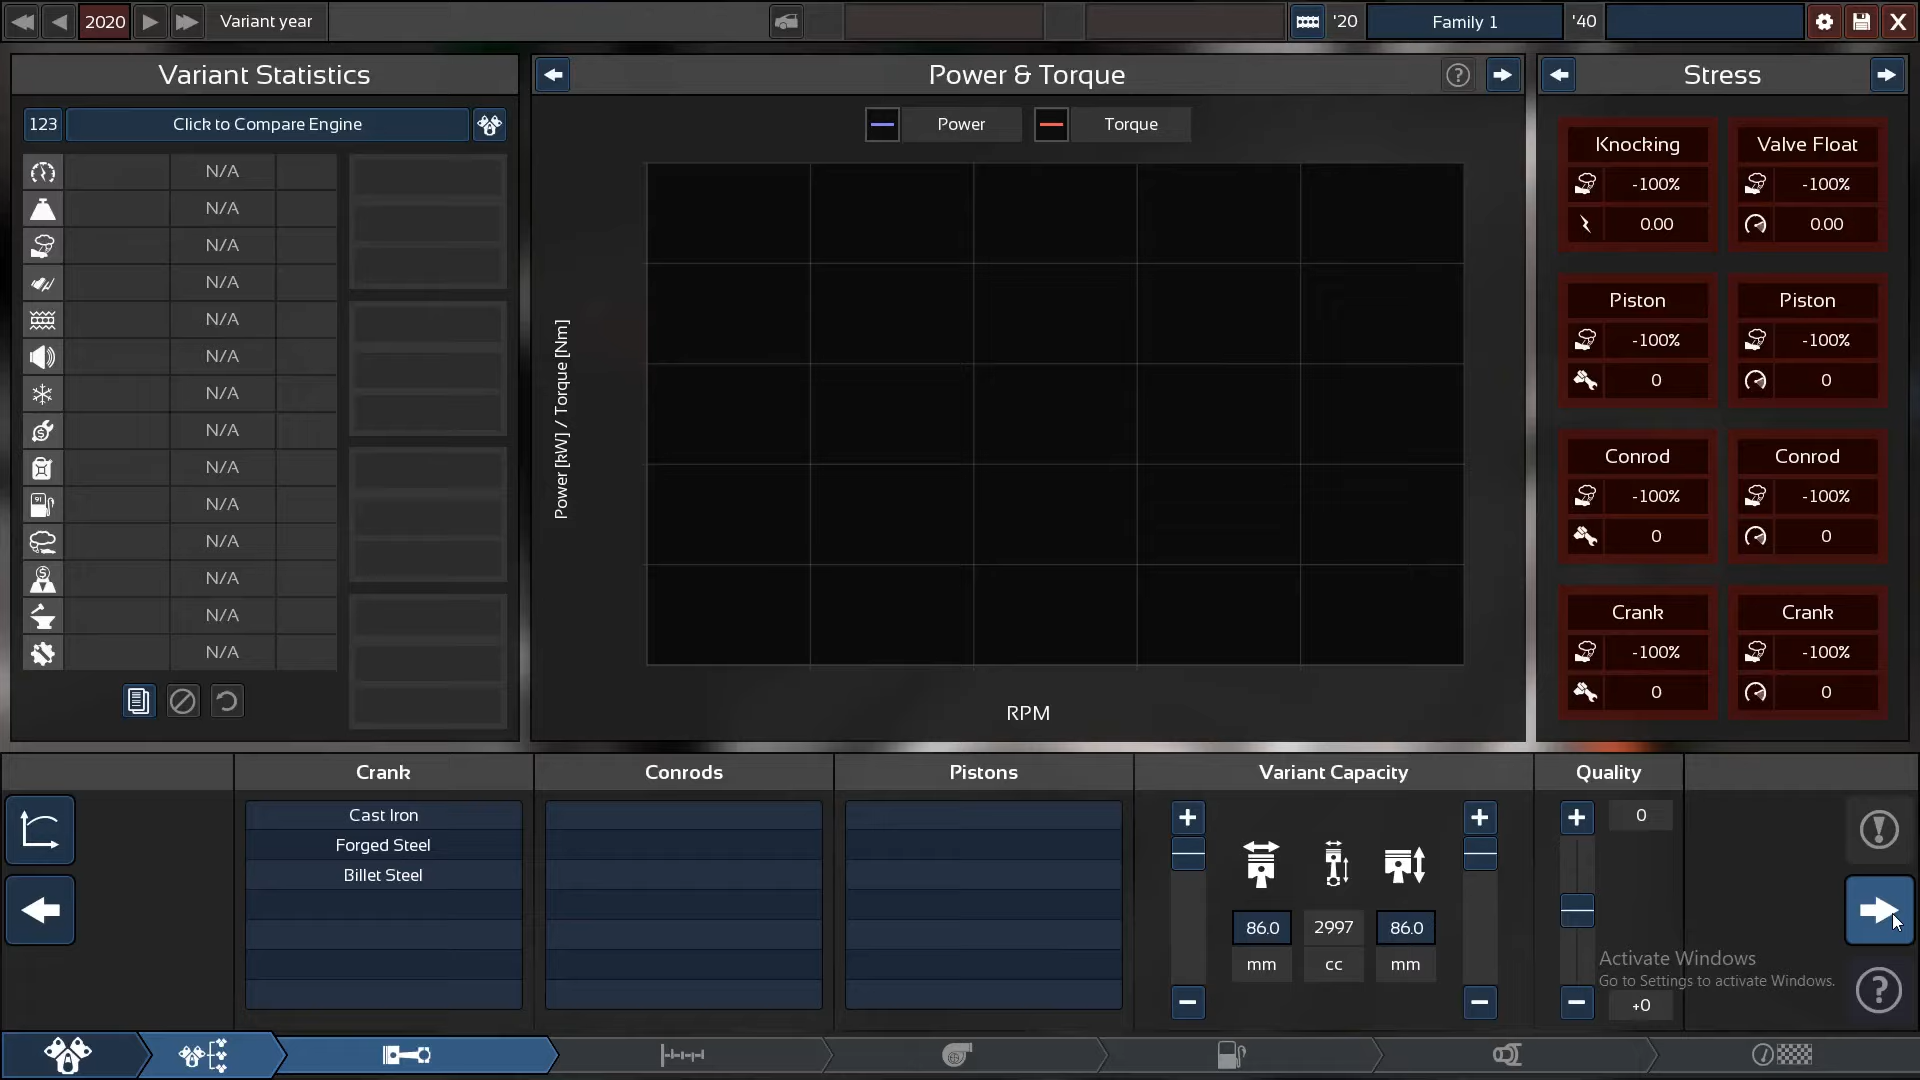 2020 Variant year '20 Family 1 '40
Variant Statistics
123 Click to Compare Engine
N/A
N/A
N/A
N/A
N/A
N/A
N/A
N/A
N/A
N/A
N/A
N/A
N/A
N/A
Power & Torque ?
Power Torque
Power [kW] / Torque [Nm]
RPM
Stress
Knocking Valve Float
-100% -100%
0.00 0.00
Piston Piston
-100% -100%
0 0
Conrod Conrod
-100% -100%
0 0
Crank Crank
-100% -100%
0 0
Crank
Cast Iron
Forged Steel
Billet Steel
Conrods
Pistons
Variant Capacity
86.0 2997 86.0
mm cc mm
Quality
0
+0
Activate Windows
Go to Settings to activate Windows.
?